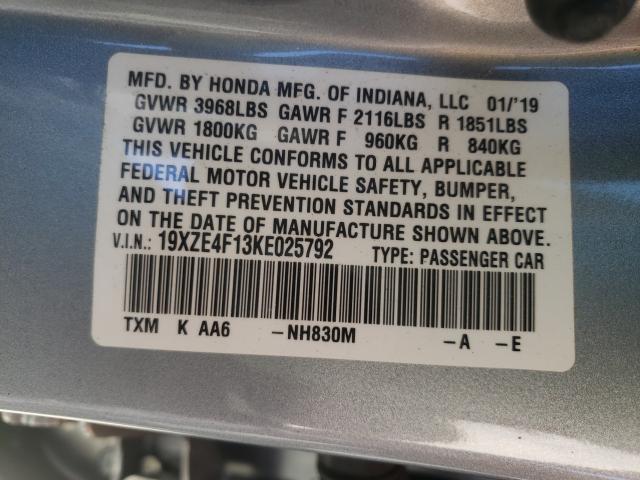 MFD. BY HONDA MFG. OF INDIANA, LLC 01/'19
GVWR 3968LBS GAWR F 2116LBS R 1851LBS
GVWR 1800KG GAWR F 960KG R 840KG
THIS VEHICLE CONFORMS TO ALL APPLICABLE
FEDERAL MOTOR VEHICLE SAFETY, BUMPER,
AND THEFT PREVENTION STANDARDS IN EFFECT
ON THE DATE OF MANUFACTURE SHOWN ABOVE.
V.I.N.: 19XZE4F13KE025792 TYPE: PASSENGER CAR
TXM K AA6 -NH830M -A -E